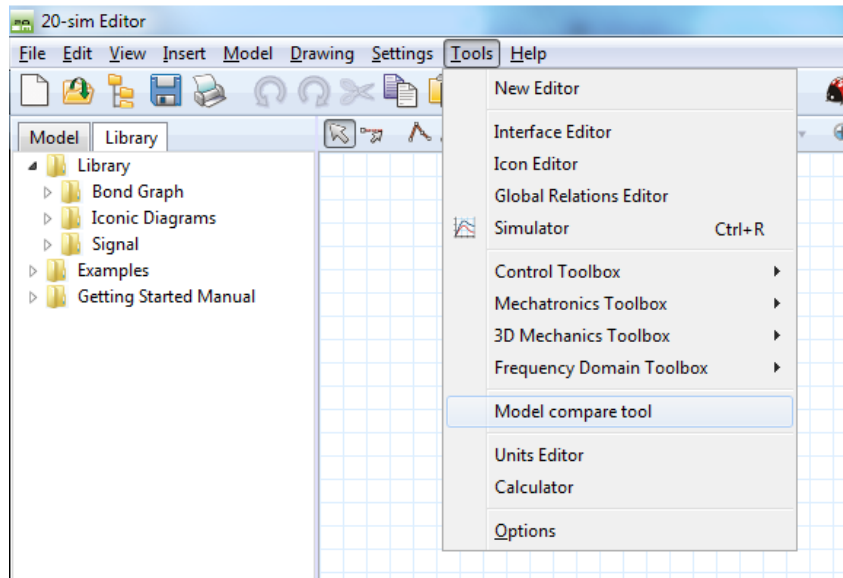 20-sim Editor
File Edit View Insert Model Drawing Settings Tools Help
Model Library
Library
Bond Graph
Iconic Diagrams
Signal
Examples
Getting Started Manual
New Editor
Interface Editor
Icon Editor
Global Relations Editor
Simulator Ctrl+R
Control Toolbox
Mechatronics Toolbox
3D Mechanics Toolbox
Frequency Domain Toolbox
Model compare tool
Units Editor
Calculator
Options